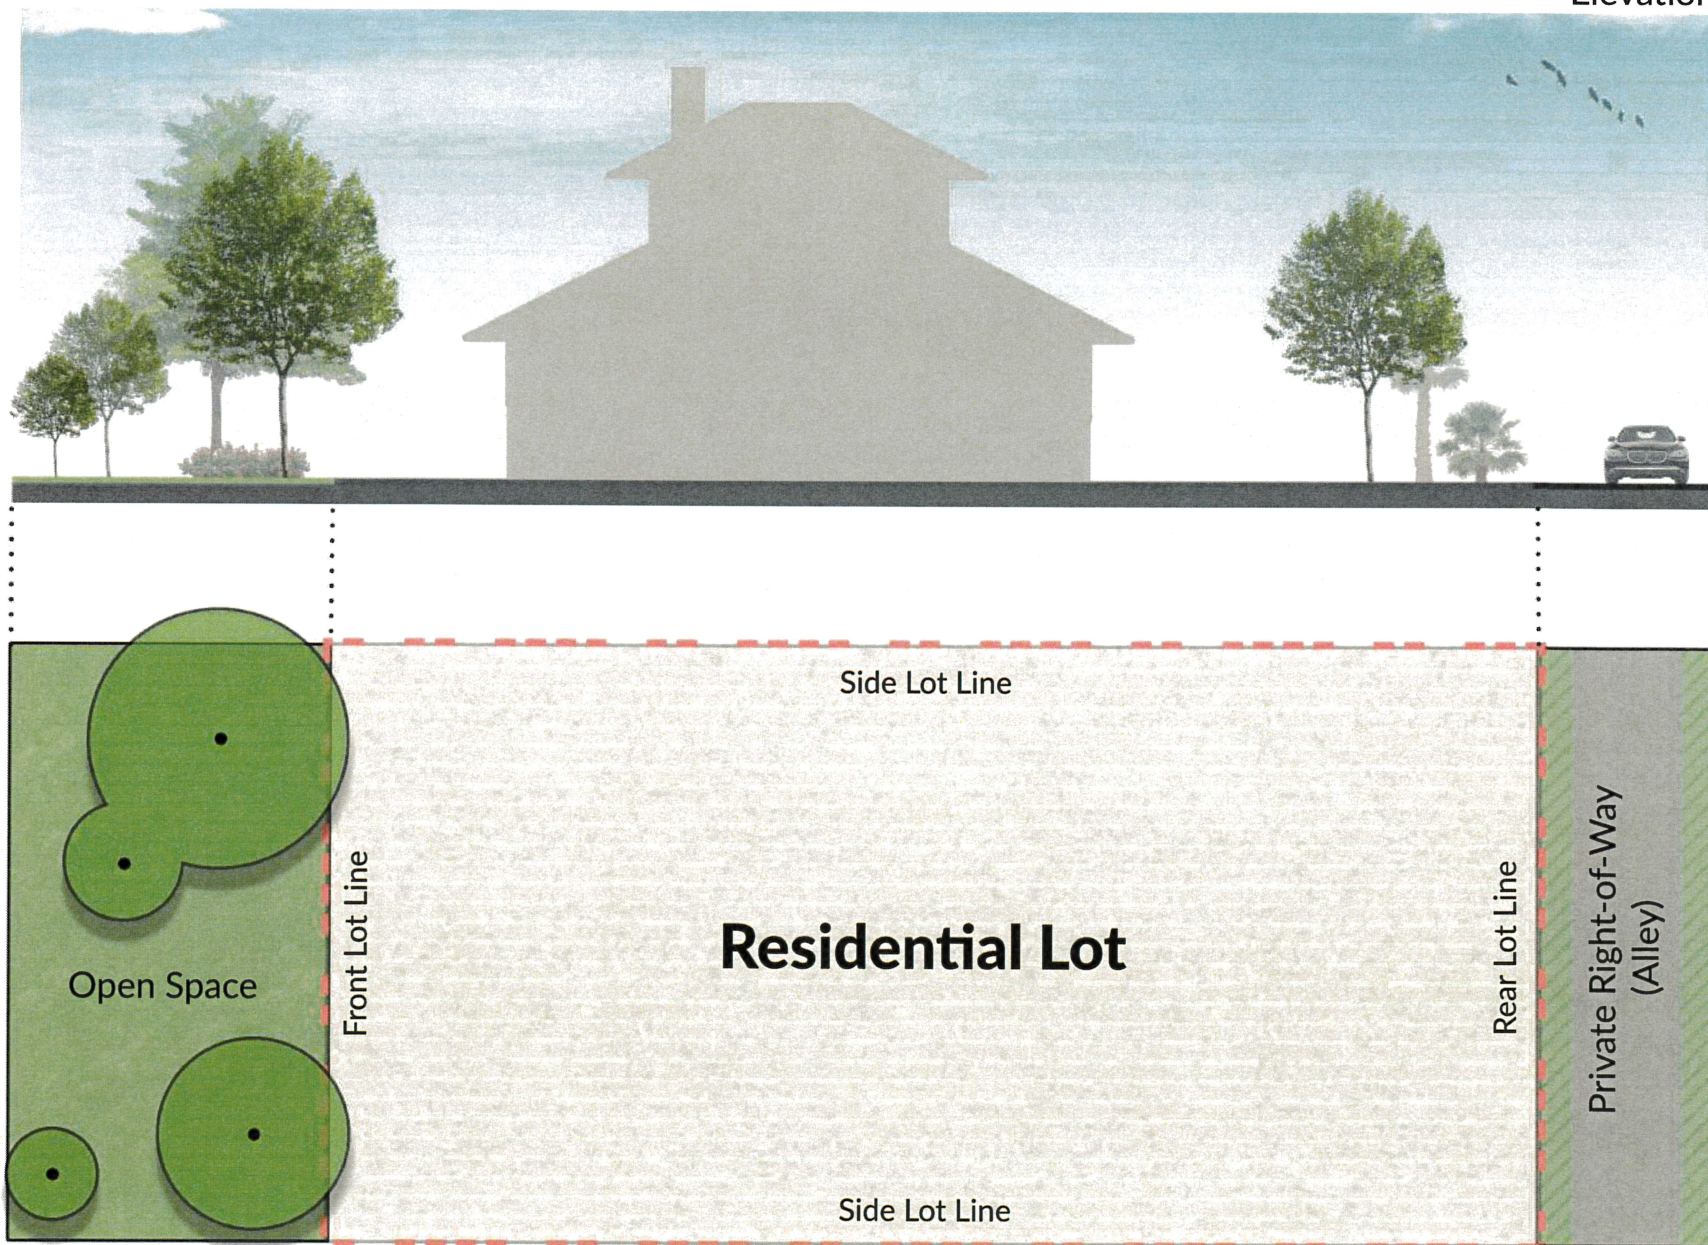 Elevation
Side Lot Line
Front Lot Line
Residential Lot
Rear Lot Line
Private Right-of-Way
(Alley)
Open Space
Side Lot Line